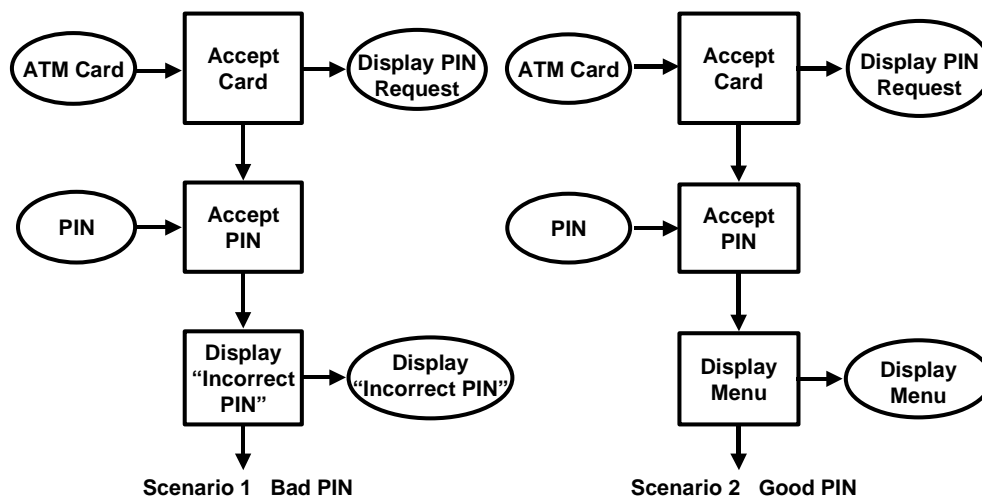 ATM Card
Accept
Card
Display PIN
Request
PIN
Accept
PIN
Display
“Incorrect
PIN”
Display
“Incorrect PIN”
Scenario 1 Bad PIN
ATM Card
Accept
Card
Display PIN
Request
PIN
Accept
PIN
Display
Menu
Display
Menu
Scenario 2 Good PIN